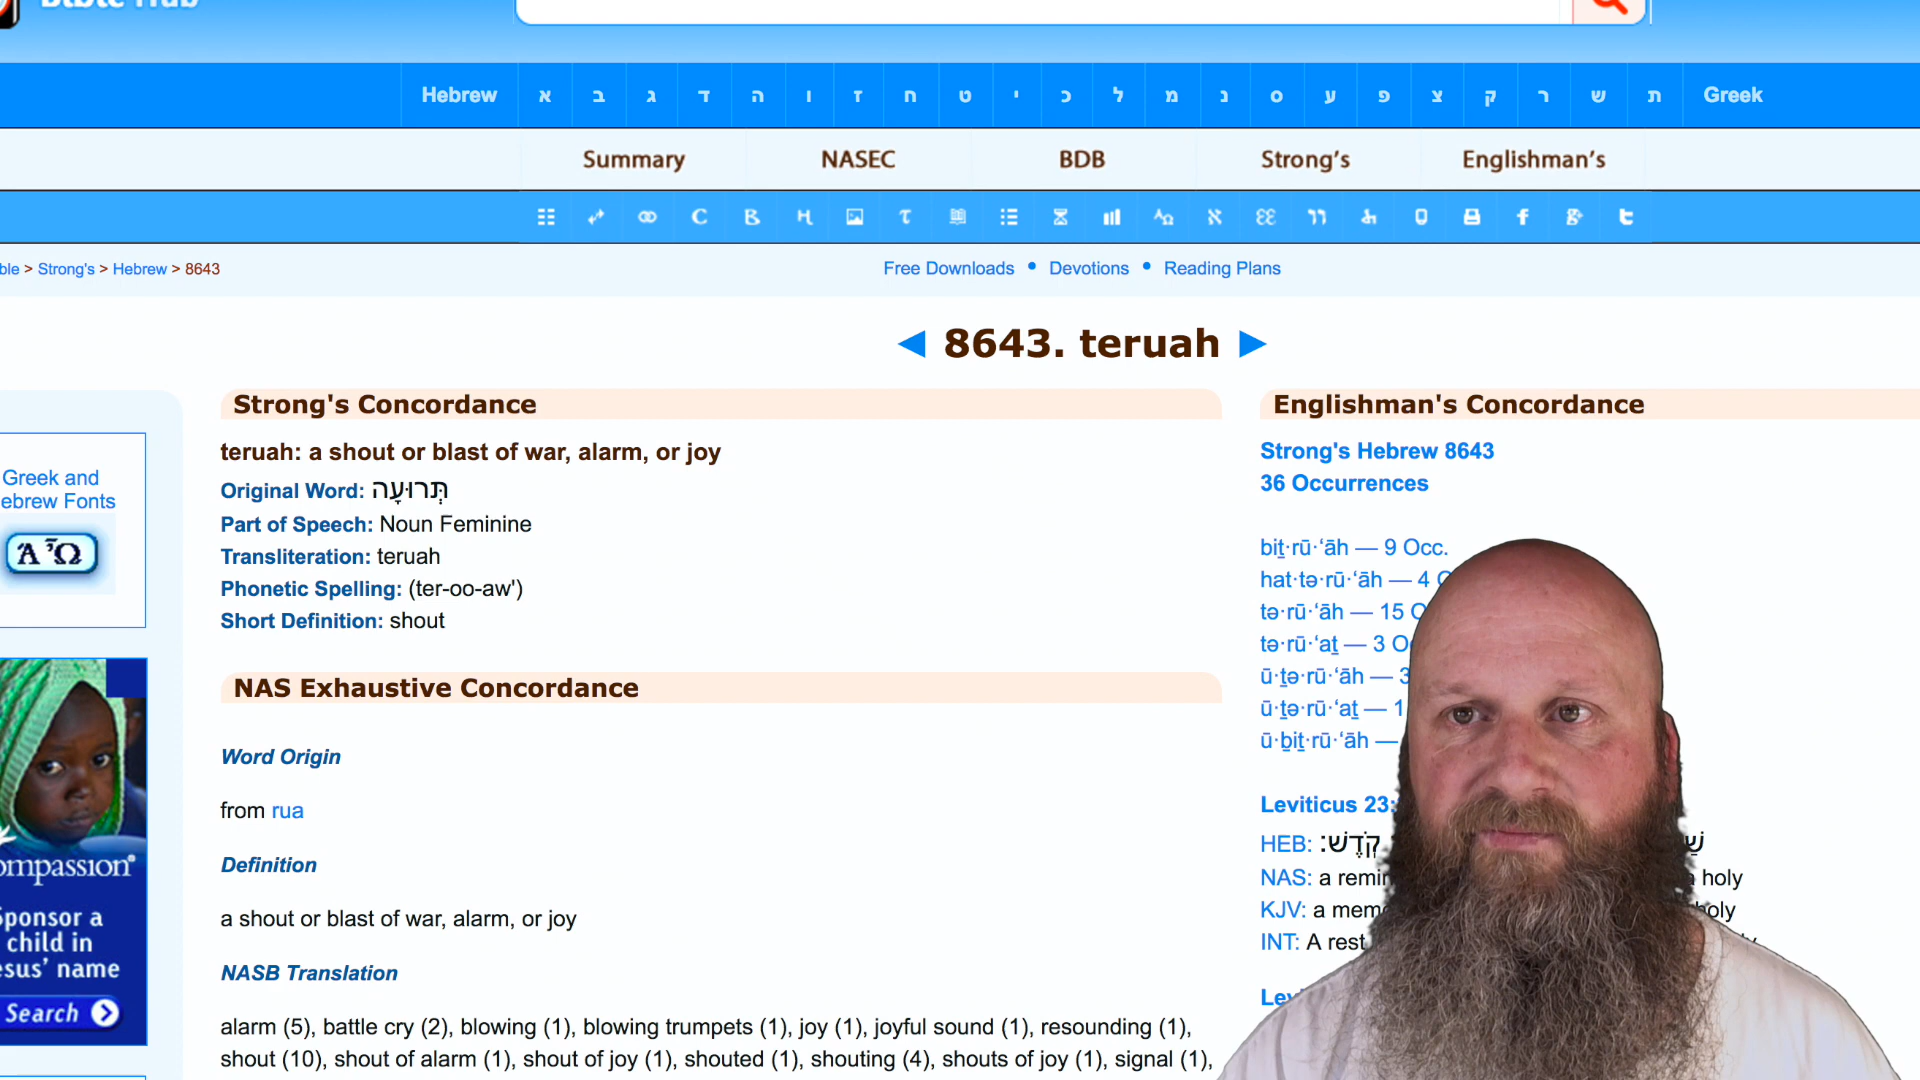 Bible Hub
Hebrew א ב ג ד ה ו ז ח ט י כ ל מ נ ס ע פ צ ק ר ש ת Greek
Summary NASEC BDB Strong's Englishman's
ble > Strong's > Hebrew > 8643
Free Downloads • Devotions • Reading Plans
◄ 8643. teruah ►
Strong's Concordance
teruah: a shout or blast of war, alarm, or joy
Original Word: תְּרוּעָה
Part of Speech: Noun Feminine
Transliteration: teruah
Phonetic Spelling: (ter-oo-aw')
Short Definition: shout
NAS Exhaustive Concordance
Word Origin
from rua
Definition
a shout or blast of war, alarm, or joy
NASB Translation
alarm (5), battle cry (2), blowing (1), blowing trumpets (1), joy (1), joyful sound (1), resounding (1),
shout (10), shout of alarm (1), shout of joy (1), shouted (1), shouting (4), shouts of joy (1), signal (1),
Englishman's Concordance
Strong's Hebrew 8643
36 Occurrences
biṯ·rū·‘āh — 9 Occ.
hat·tə·rū·‘āh — 4
tə·rū·‘āh — 15
tə·rū·‘aṯ — 3
ū·ṯə·rū·‘āh — 3
ū·ṯə·rū·‘aṯ — 1
ū·ḇiṯ·rū·‘āh —
Leviticus 23:
HEB: קֹֽדֶשׁ׃
NAS: a holy
KJV: a holy
INT: A rest
Greek and
ebrew Fonts
ompassion®
Sponsor a
child in
esus' name
Search